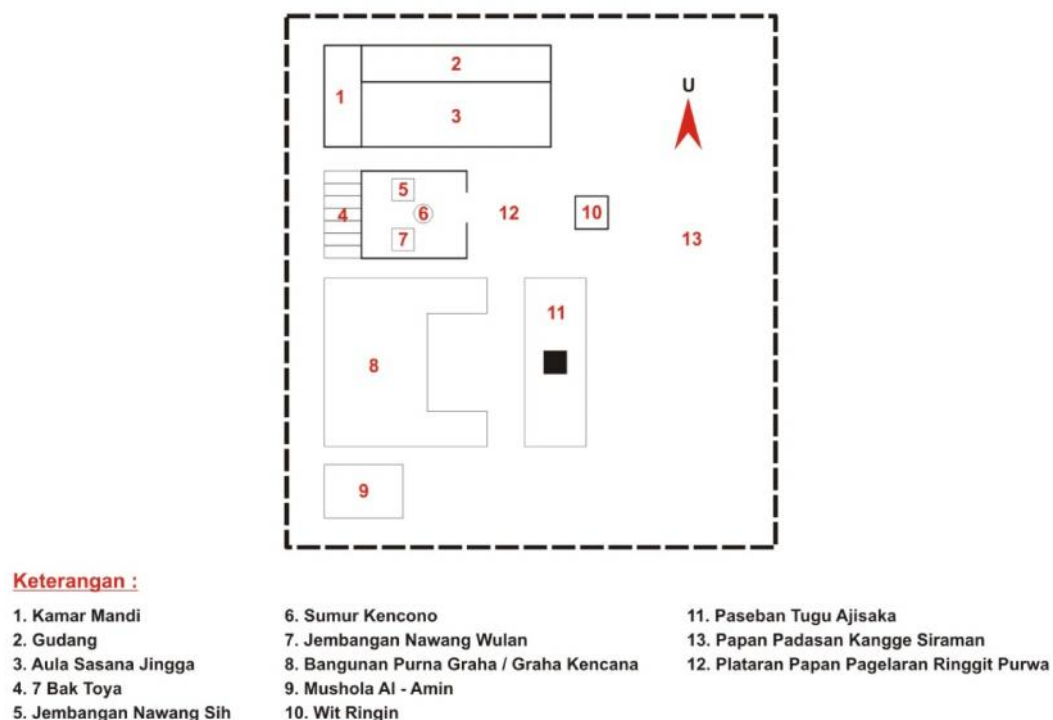 U
1
2
3
4
5
6
7
12
10
13
8
11
9
Keterangan :
1. Kamar Mandi
2. Gudang
3. Aula Sasana Jingga
4. 7 Bak Toya
5. Jembangan Nawang Sih
6. Sumur Kencono
7. Jembangan Nawang Wulan
8. Bangunan Purna Graha / Graha Kencana
9. Mushola Al - Amin
10. Wit Ringin
11. Paseban Tugu Ajisaka
13. Papan Padasan Kangge Siraman
12. Plataran Papan Pagelaran Ringgit Purwa